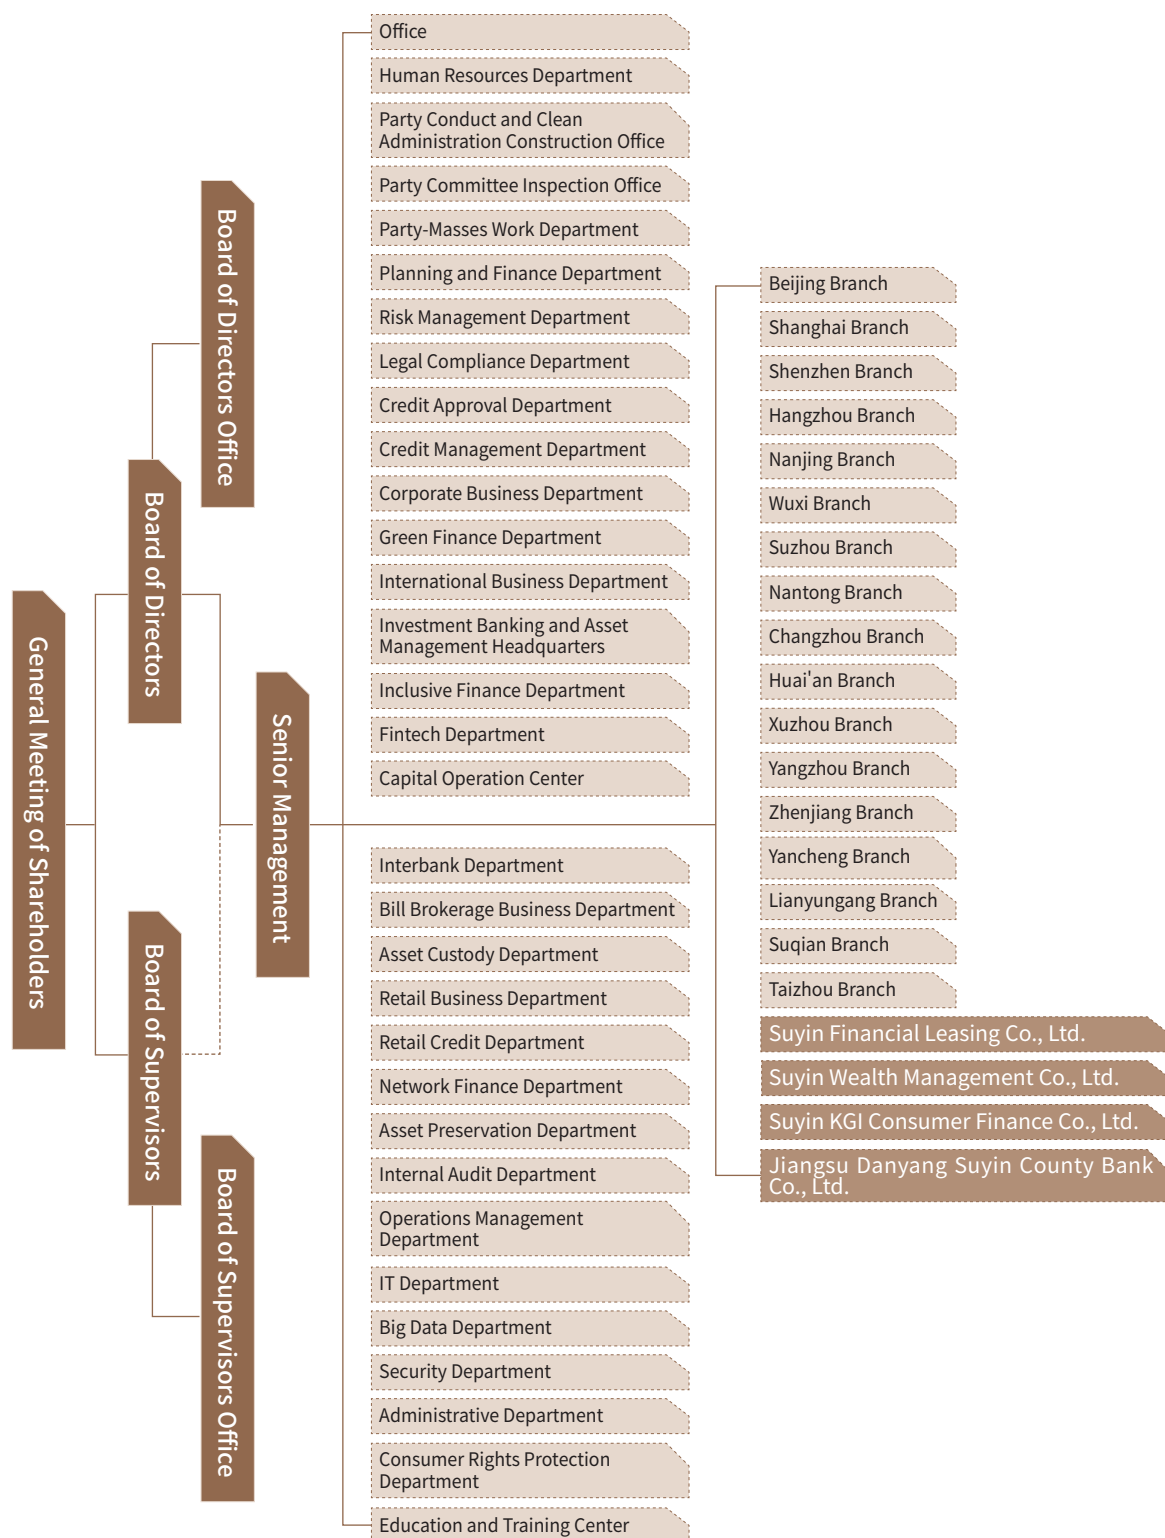 General Meeting of Shareholders
Board of Directors
Board of Supervisors
Board of Directors Office
Board of Supervisors Office
Senior Management
Office
Human Resources Department
Party Conduct and Clean
Administration Construction Office
Party Committee Inspection Office
Party-Masses Work Department
Planning and Finance Department
Risk Management Department
Legal Compliance Department
Credit Approval Department
Credit Management Department
Corporate Business Department
Green Finance Department
International Business Department
Investment Banking and Asset
Management Headquarters
Inclusive Finance Department
Fintech Department
Capital Operation Center
Interbank Department
Bill Brokerage Business Department
Asset Custody Department
Retail Business Department
Retail Credit Department
Network Finance Department
Asset Preservation Department
Internal Audit Department
Operations Management
Department
IT Department
Big Data Department
Security Department
Administrative Department
Consumer Rights Protection
Department
Education and Training Center
Beijing Branch
Shanghai Branch
Shenzhen Branch
Hangzhou Branch
Nanjing Branch
Wuxi Branch
Suzhou Branch
Nantong Branch
Changzhou Branch
Huai'an Branch
Xuzhou Branch
Yangzhou Branch
Zhenjiang Branch
Yancheng Branch
Lianyungang Branch
Suqian Branch
Taizhou Branch
Suyin Financial Leasing Co., Ltd.
Suyin Wealth Management Co., Ltd.
Suyin KGI Consumer Finance Co., Ltd.
Jiangsu Danyang Suyin County Bank
Co., Ltd.